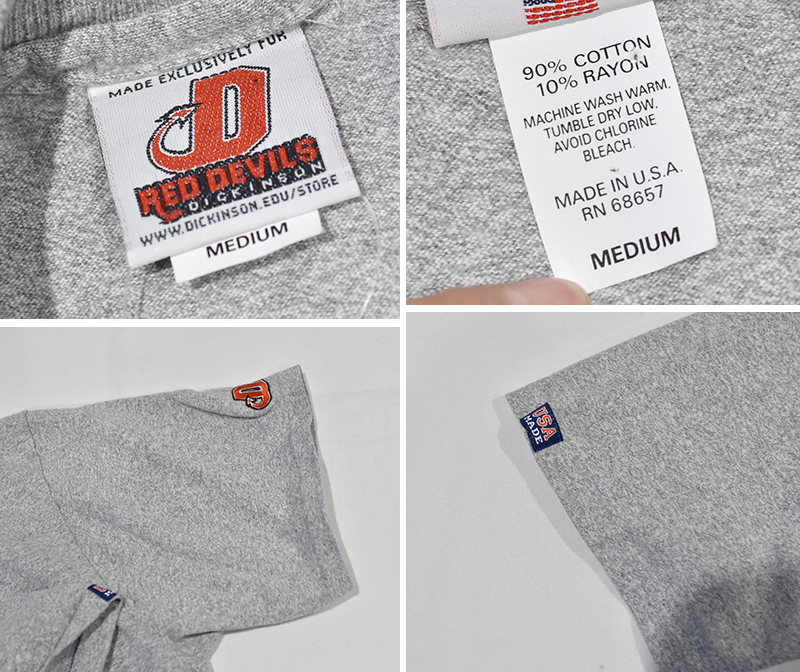 MADE EXCLUSIVELY FOR
D
RED DEVILS
DICKINSON
WWW.DICKINSON.EDU/STORE
MEDIUM
90% COTTON
10% RAYON
MACHINE WASH WARM.
TUMBLE DRY LOW.
AVOID CHLORINE
BLEACH.
MADE IN U.S.A.
RN 68657
MEDIUM
D
USA
MADE